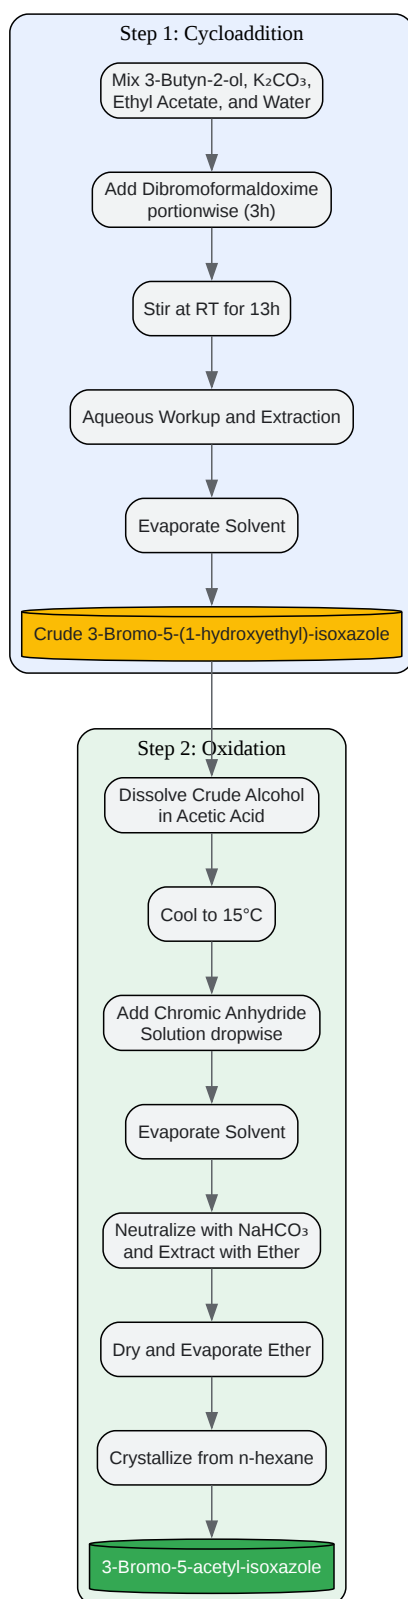 Step 1: Cycloaddition
Mix 3-Butyn-2-ol, K₂CO₃,
Ethyl Acetate, and Water
Add Dibromoformaldoxime
portionwise (3h)
Stir at RT for 13h
Aqueous Workup and Extraction
Evaporate Solvent
Crude 3-Bromo-5-(1-hydroxyethyl)-isoxazole
Step 2: Oxidation
Dissolve Crude Alcohol
in Acetic Acid
Cool to 15°C
Add Chromic Anhydride
Solution dropwise
Evaporate Solvent
Neutralize with NaHCO₃
and Extract with Ether
Dry and Evaporate Ether
Crystallize from n-hexane
3-Bromo-5-acetyl-isoxazole